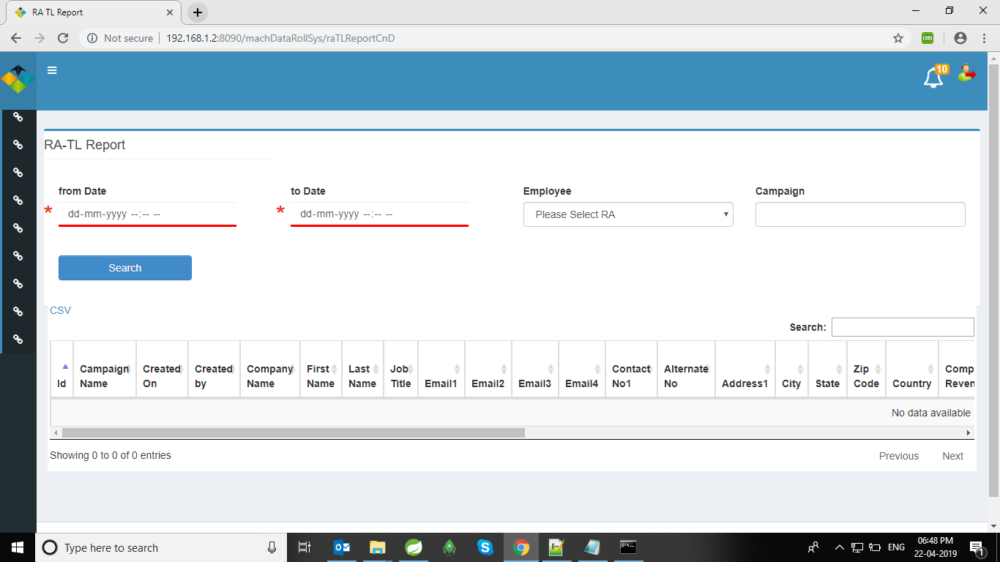 RA TL Report
Not secure
192.168.1.2:8090/machDataRollSys/raTLReportCnD
CORS
10
RA-TL Report
from Date
to Date
Employee
Campaign
* dd-mm-yyyy --:-- --
* dd-mm-yyyy --:-- --
Please Select RA
Search
CSV
Search:
Id
Campaign Name
Created On
Created by
Company Name
First Name
Last Name
Job Title
Email1
Email2
Email3
Email4
Contact No1
Alternate No
Address1
City
State
Zip Code
Country
Comp
Reven
No data available
Showing 0 to 0 of 0 entries
Previous
Next
Type here to search
ENG
06:48 PM
22-04-2019
1